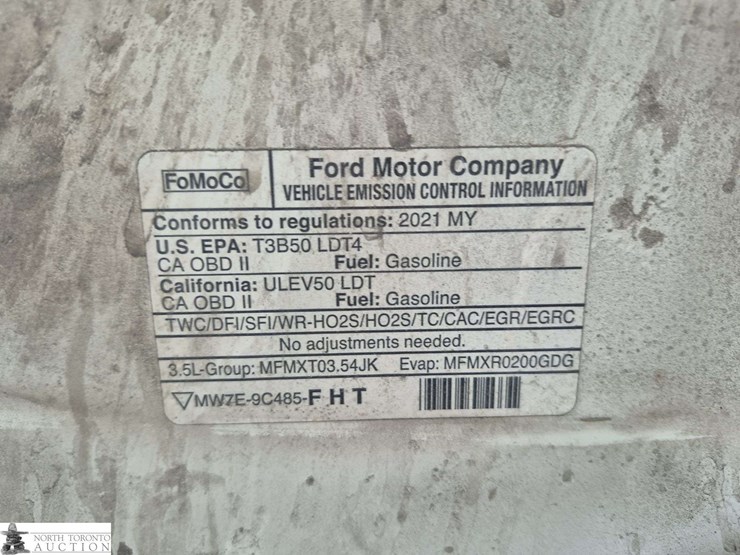 FoMoCo
Ford Motor Company
VEHICLE EMISSION CONTROL INFORMATION
Conforms to regulations: 2021 MY
U.S. EPA: T3B50 LDT4
CA OBD II Fuel: Gasoline
California: ULEV50 LDT
CA OBD II Fuel: Gasoline
TWC/DFI/SFI/WR-HO2S/HO2S/TC/CAC/EGR/EGRC
No adjustments needed.
3.5L-Group: MFMXT03.54JK Evap: MFMXR0200GDG
MW7E-9C485-F H T
NORTH TORONTO
AUCTION